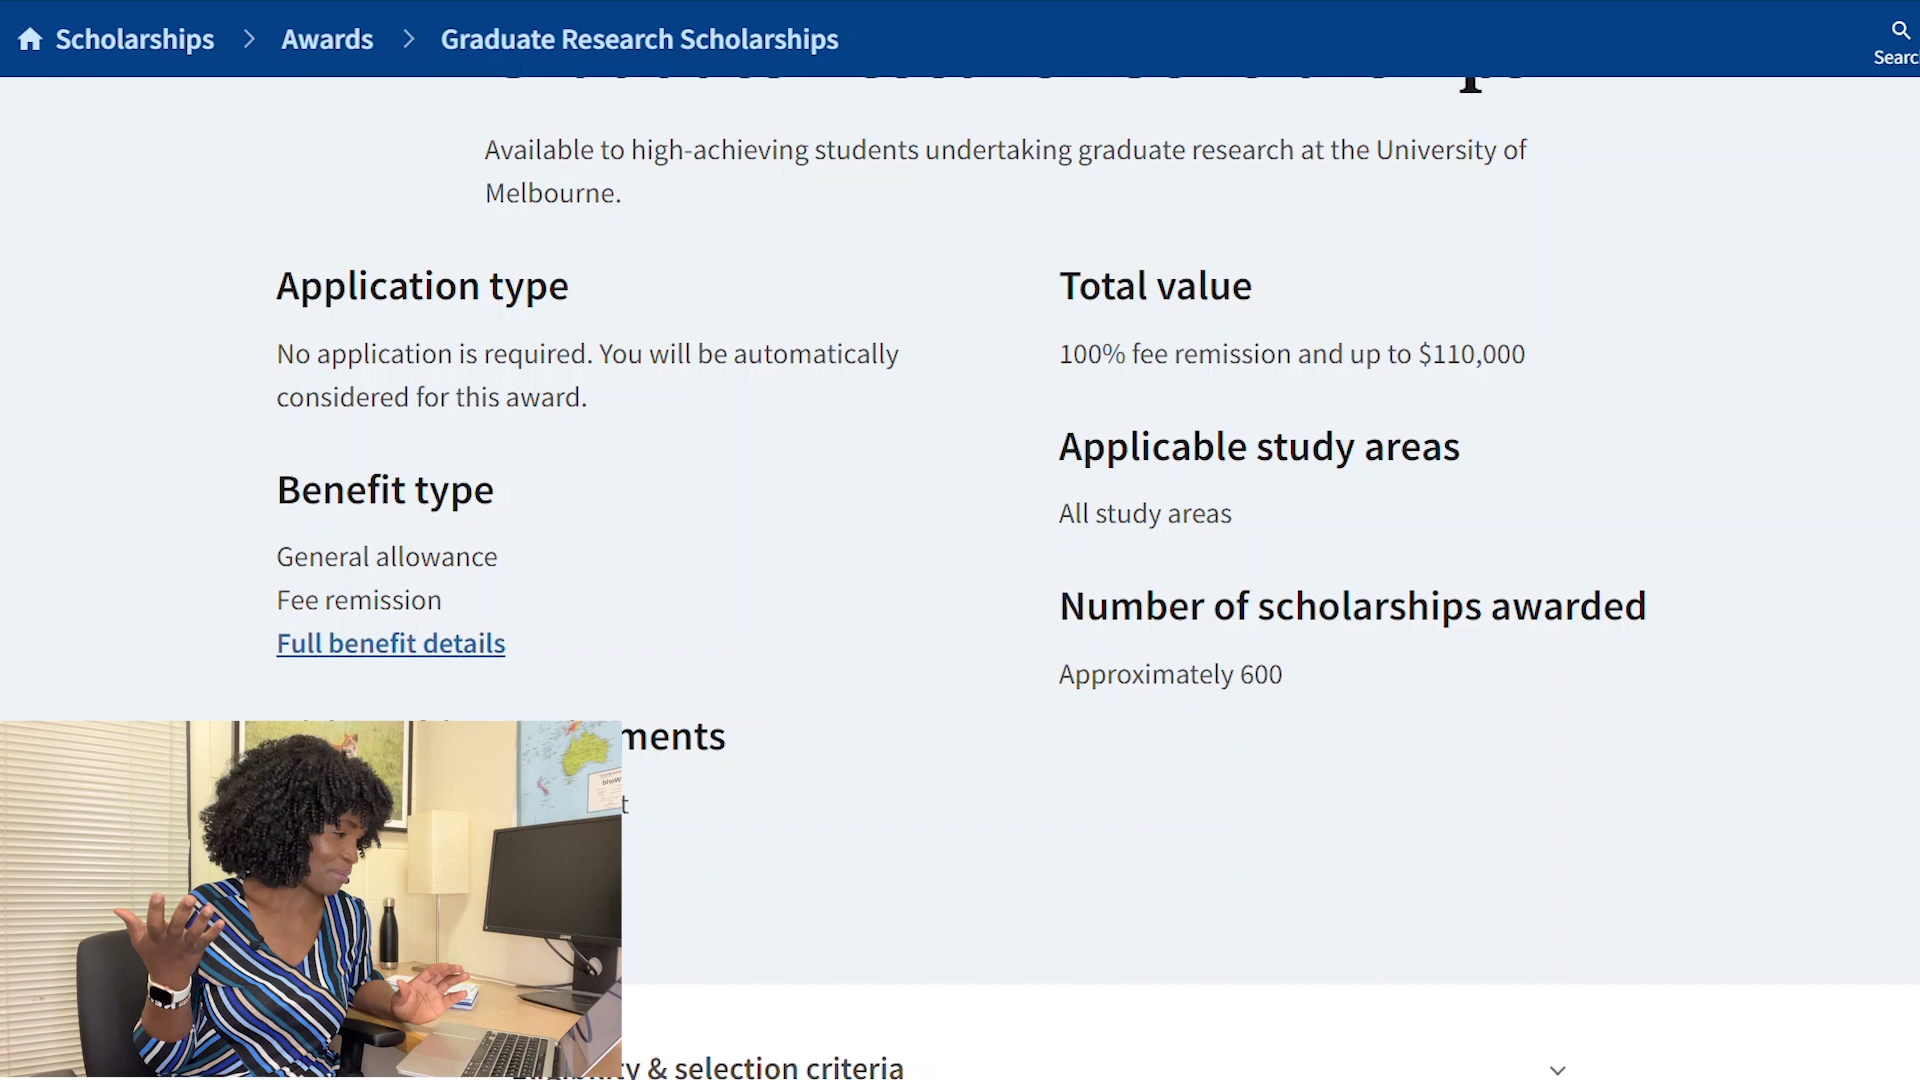 Scholarships > Awards > Graduate Research Scholarships
Search
Available to high-achieving students undertaking graduate research at the University of
Melbourne.
Application type
No application is required. You will be automatically
considered for this award.
Benefit type
General allowance
Fee remission
Full benefit details
ments
t
Total value
100% fee remission and up to $110,000
Applicable study areas
All study areas
Number of scholarships awarded
Approximately 600
& selection criteria